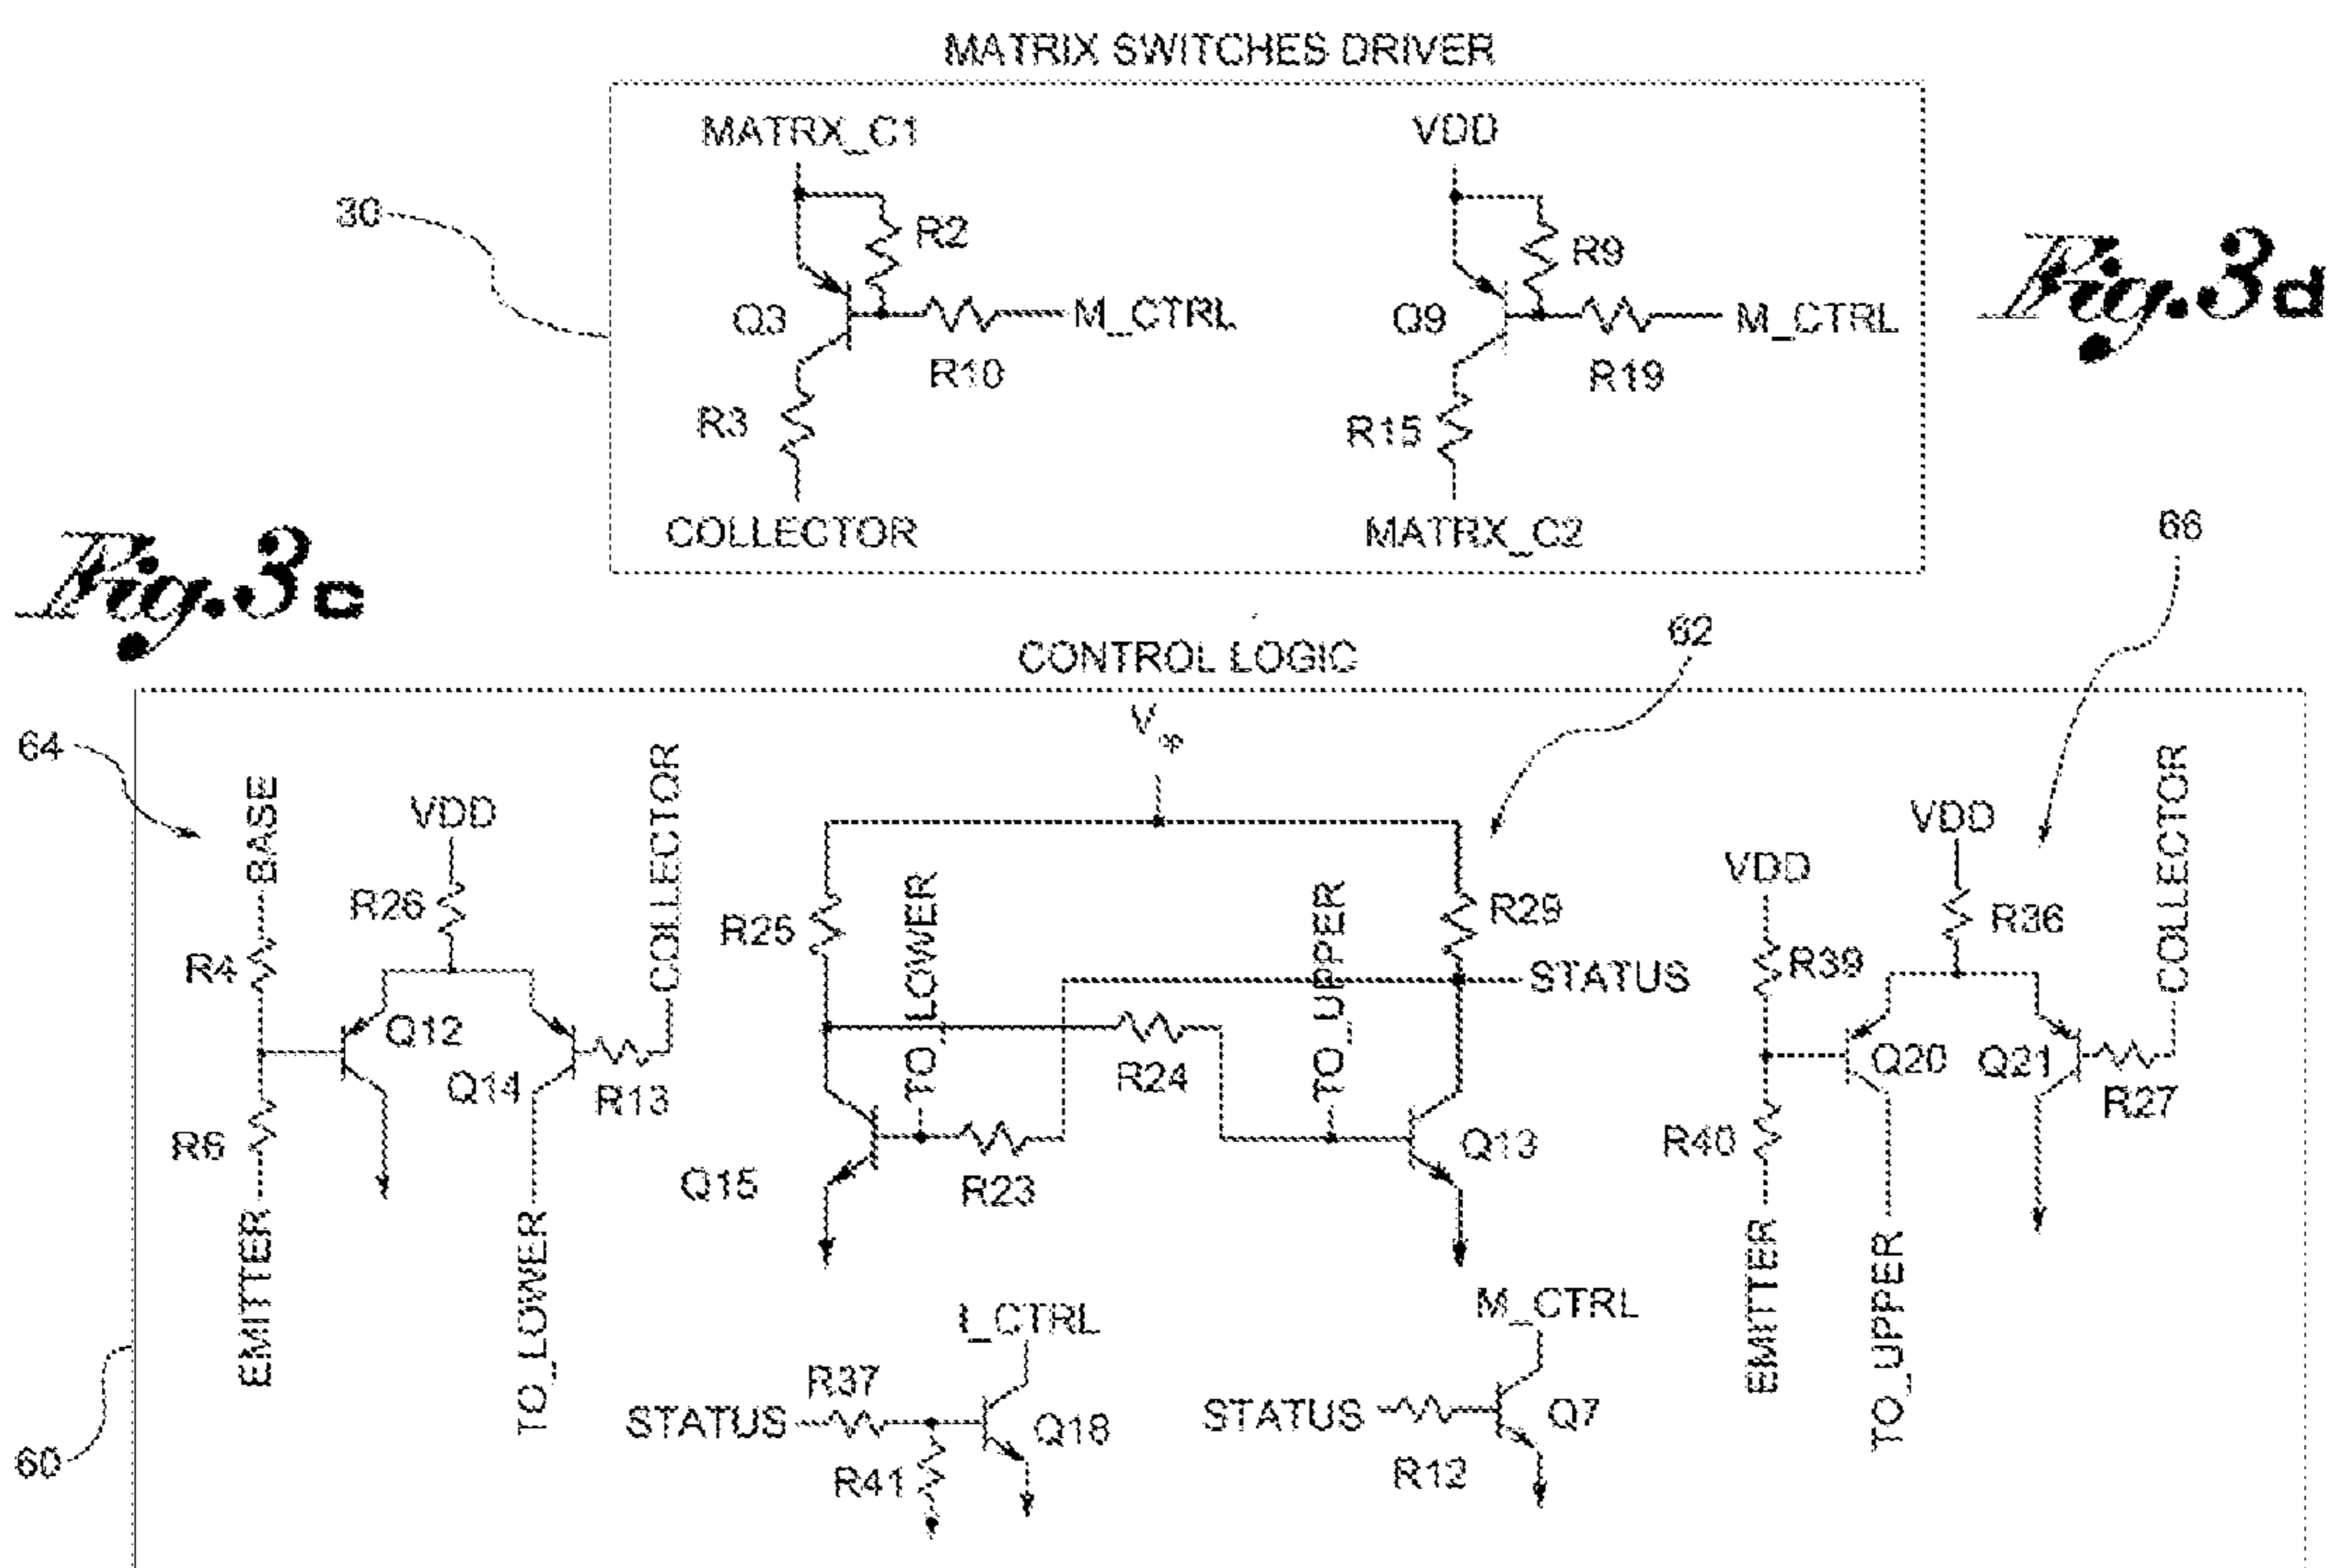 MATRIX SWITCHES DRIVER
MATRX_C1
VDD
30
R2
R9
Fig. 3d
Q3
M_CTRL
Q9
M_CTRL
R10
R19
R3
R15
COLLECTOR
MATRX_C2
66
Fig. 3c
62
CONTROL LOGIC
64
BASE
VDD
COLLECTOR
VDD
COLLECTOR
VDD
R26
R25
TO_LOWER
TO_UPPER
R29
R36
R4
R39
STATUS
Q12
Q14
R13
R24
Q20
Q21
R27
R6
Q15
R23
Q13
R40
EMITTER
TO_LOWER
EMITTER
TO_UPPER
I_CTRL
M_CTRL
R37
STATUS
Q18
STATUS
Q7
R41
R12
60